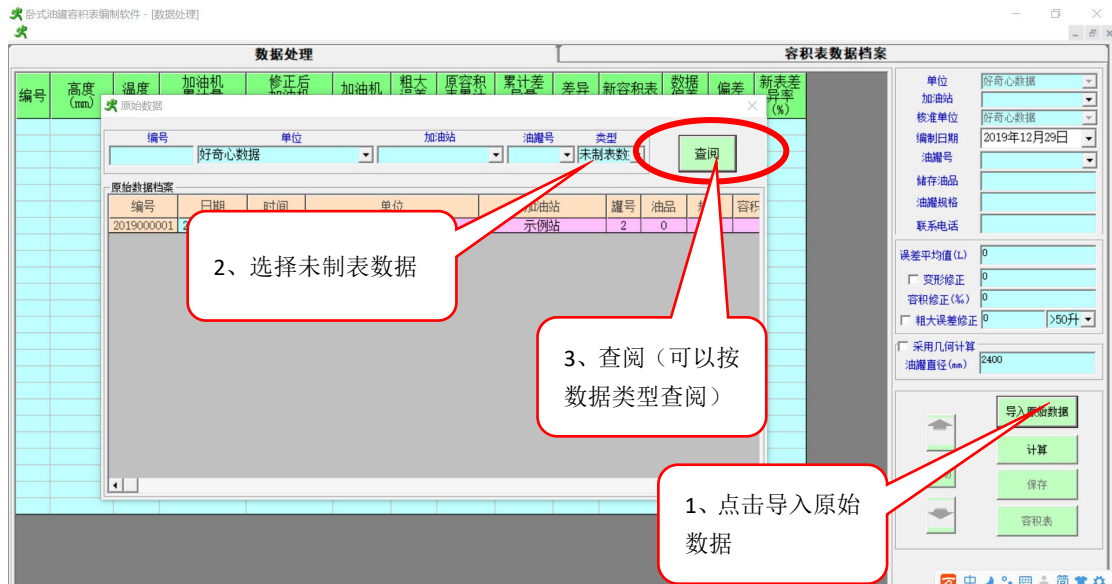 卧式油罐容积表编制软件 - [数据处理]
数据处理
容积表数据档案
编号 高度(mm) 温度 加油机 修正后 加油机 粗大 原容积 累计差 差异 新容积表 数据 偏差 新表差异率(%)
原始数据
编号 单位 加油站 油罐号 类型
好奇心数据 未制表数 查阅
原始数据档案
编号 日期 时间 单位 加油站 罐号 油品 容积
2019000001 示例站 2 0
2、选择未制表数据
3、查阅（可以按
数据类型查阅）
1、点击导入原始
数据
单位 好奇心数据
加油站
核准单位 好奇心数据
编制日期 2019年12月29日
油罐号
储存油品
油罐规格
联系电话
误差平均值(L) 0
变形修正 0
容积修正(‰) 0
粗大误差修正 0 >50升
采用几何计算
油罐直径(mm) 2400
导入原始数据
计算
保存
容积表
中 简